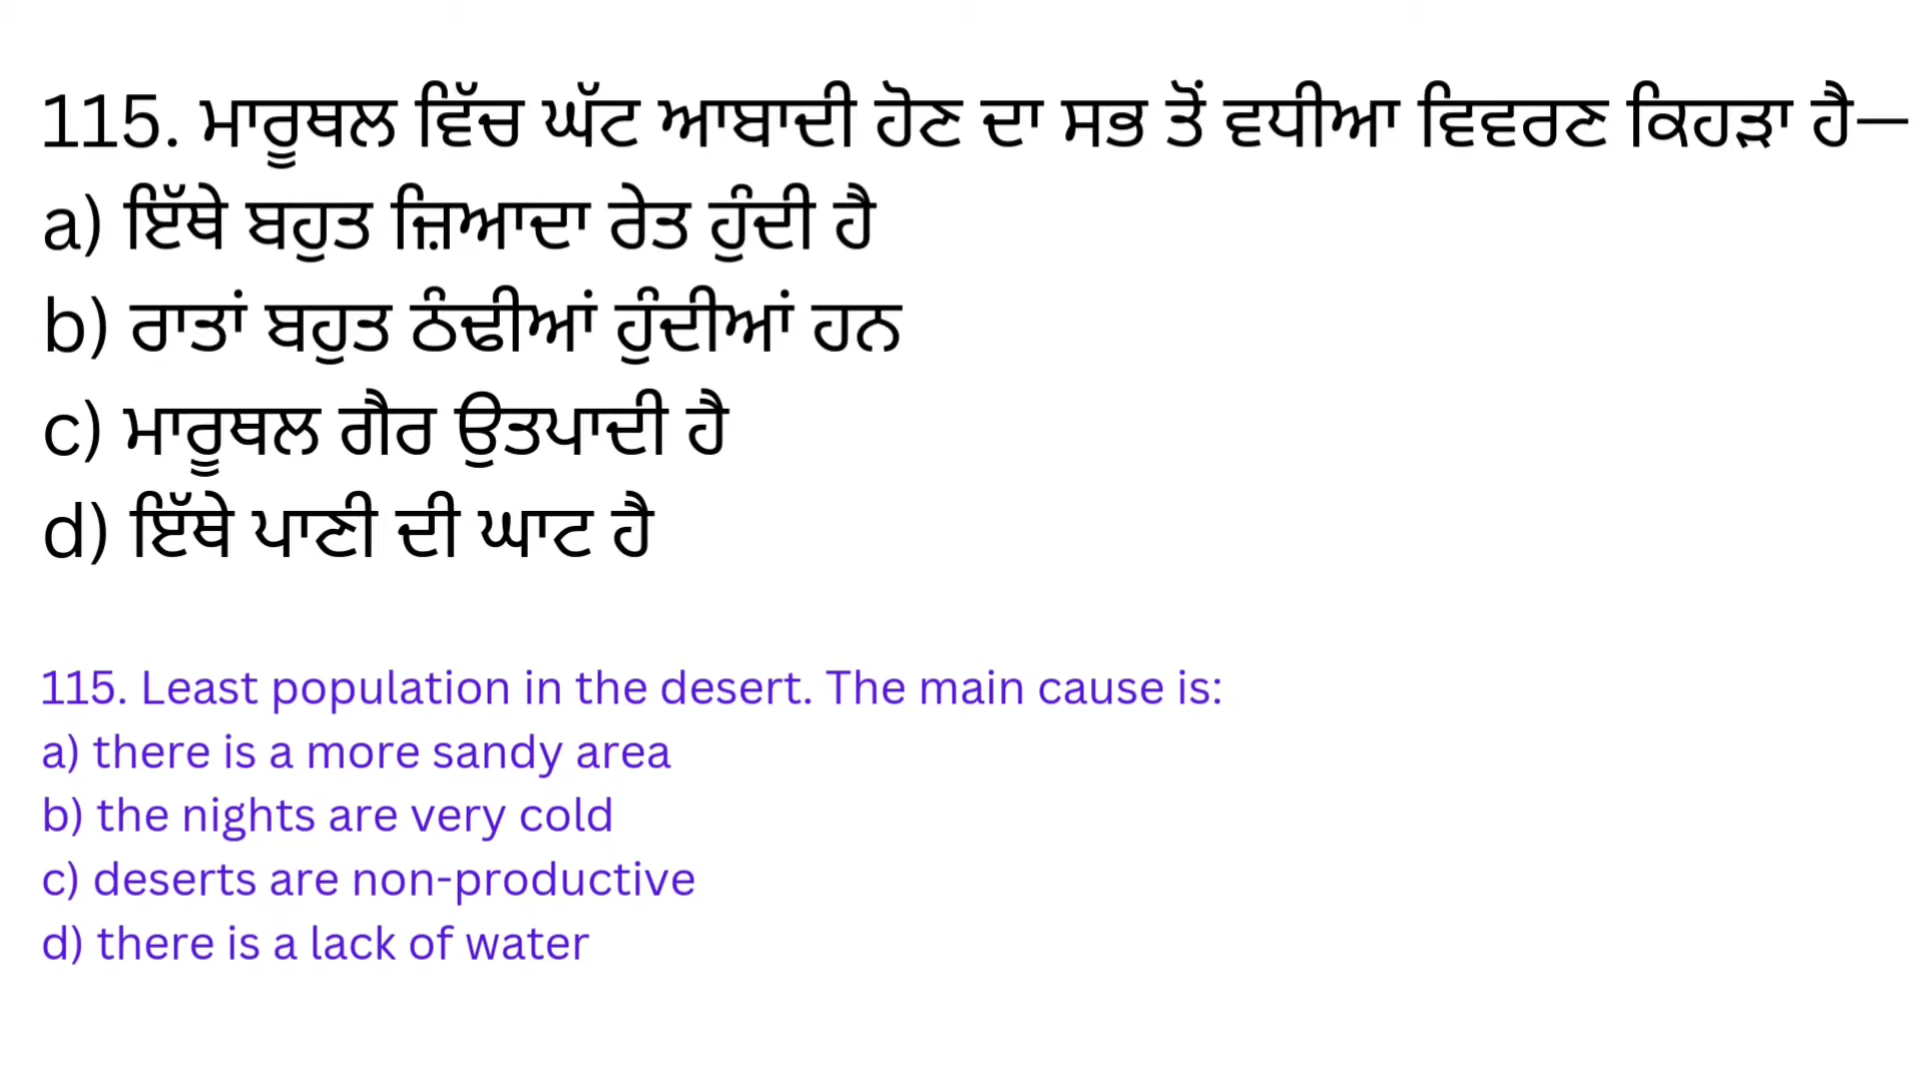 115. ਮਾਰੂਥਲ ਵਿੱਚ ਘੱਟ ਆਬਾਦੀ ਹੋਣ ਦਾ ਸਭ ਤੋਂ ਵਧੀਆ ਵਿਵਰਣ ਕਿਹੜਾ ਹੈ—
a) ਇੱਥੇ ਬਹੁਤ ਜ਼ਿਆਦਾ ਰੇਤ ਹੁੰਦੀ ਹੈ
b) ਰਾਤਾਂ ਬਹੁਤ ਠੰਢੀਆਂ ਹੁੰਦੀਆਂ ਹਨ
c) ਮਾਰੂਥਲ ਗੈਰ ਉਤਪਾਦੀ ਹੈ
d) ਇੱਥੇ ਪਾਣੀ ਦੀ ਘਾਟ ਹੈ
115. Least population in the desert. The main cause is:
a) there is a more sandy area
b) the nights are very cold
c) deserts are non-productive
d) there is a lack of water